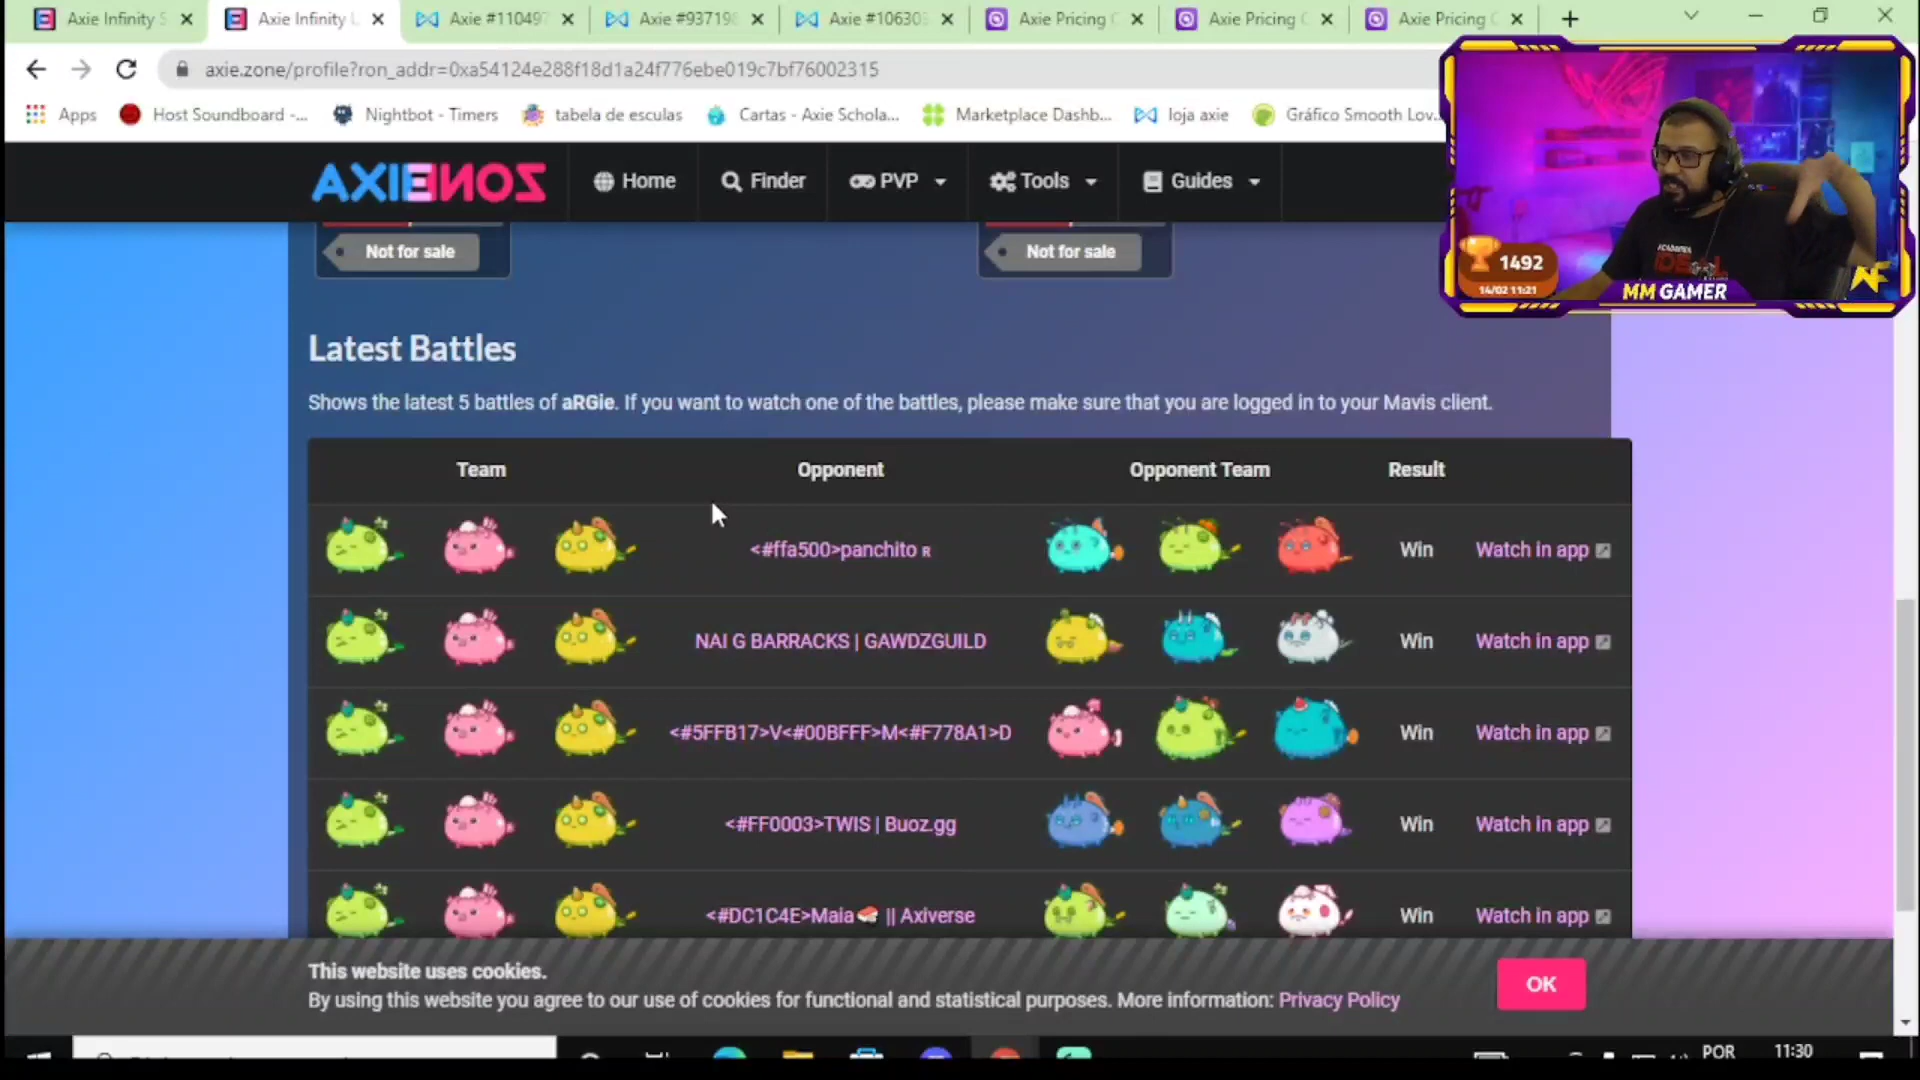 Axie Infinity S
Axie Infinity L
Axie #110497
Axie #937198
Axie #10630
Axie Pricing C
Axie Pricing C
Axie Pricing C
axie.zone/profile?ron_addr=0xa54124e288f18d1a24f776ebe019c7bf76002315
Apps
Host Soundboard -...
Nightbot - Timers
tabela de esculas
Cartas - Axie Schola...
Marketplace Dashb...
loja axie
Gráfico Smooth Lov...
AXIE ZONE
Home
Finder
PVP
Tools
Guides
1492
14/02 11:21
MM GAMER
Not for sale
Not for sale
Latest Battles
Shows the latest 5 battles of aRGie. If you want to watch one of the battles, please make sure that you are logged in to your Mavis client.
Team Opponent Opponent Team Result
<#ffa500>panchito ʀ Win Watch in app
NAI G BARRACKS | GAWDZGUILD Win Watch in app
<#5FFB17>V<#00BFFF>M<#F778A1>D Win Watch in app
<#FF0003>TWIS | Buoz.gg Win Watch in app
<#DC1C4E>Maia🍣 || Axiverse Win Watch in app
This website uses cookies.
By using this website you agree to our use of cookies for functional and statistical purposes. More information: Privacy Policy
OK
POR
11:30